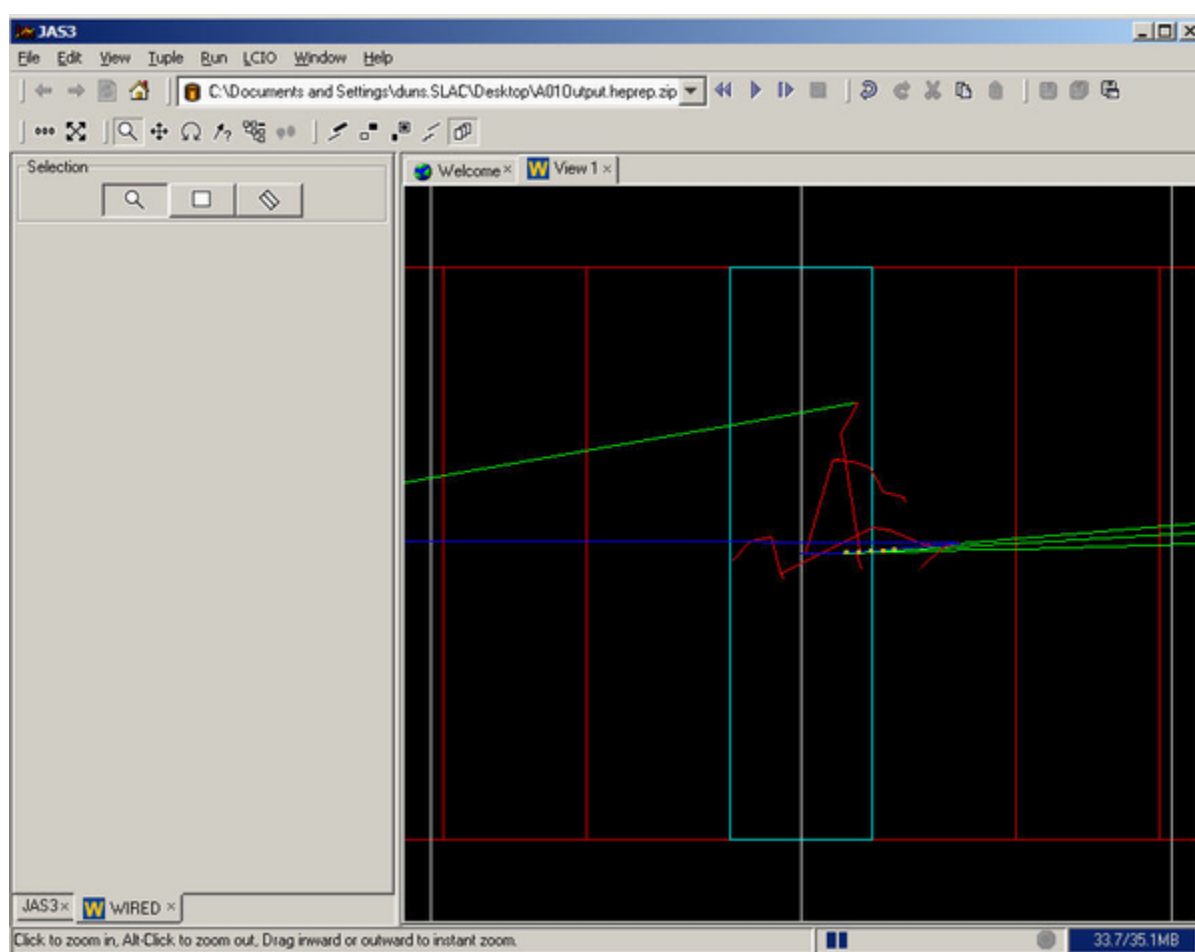 JAS3
File Edit View Tuple Run LCIO Window Help
C:\Documents and Settings\duns.SLAC\Desktop\A01Output.heprep.zip
Selection
Welcome
W View 1
JAS3
W WIRED
Click to zoom in, Alt-Click to zoom out, Drag inward or outward to instant zoom.
33.7/35.1MB